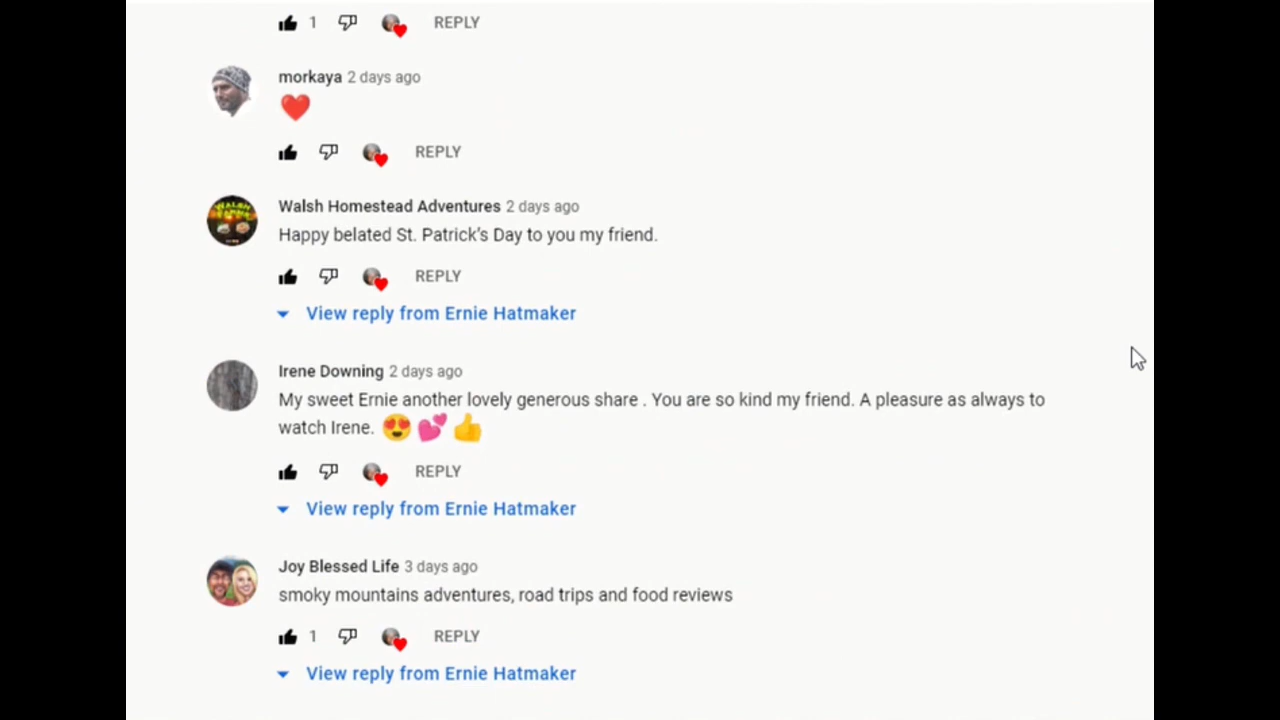 1 REPLY
morkaya 2 days ago
❤️
REPLY
Walsh Homestead Adventures 2 days ago
Happy belated St. Patrick's Day to you my friend.
REPLY
View reply from Ernie Hatmaker
Irene Downing 2 days ago
My sweet Ernie another lovely generous share . You are so kind my friend. A pleasure as always to
watch Irene. 😍 💕 👍
REPLY
View reply from Ernie Hatmaker
Joy Blessed Life 3 days ago
smoky mountains adventures, road trips and food reviews
1 REPLY
View reply from Ernie Hatmaker